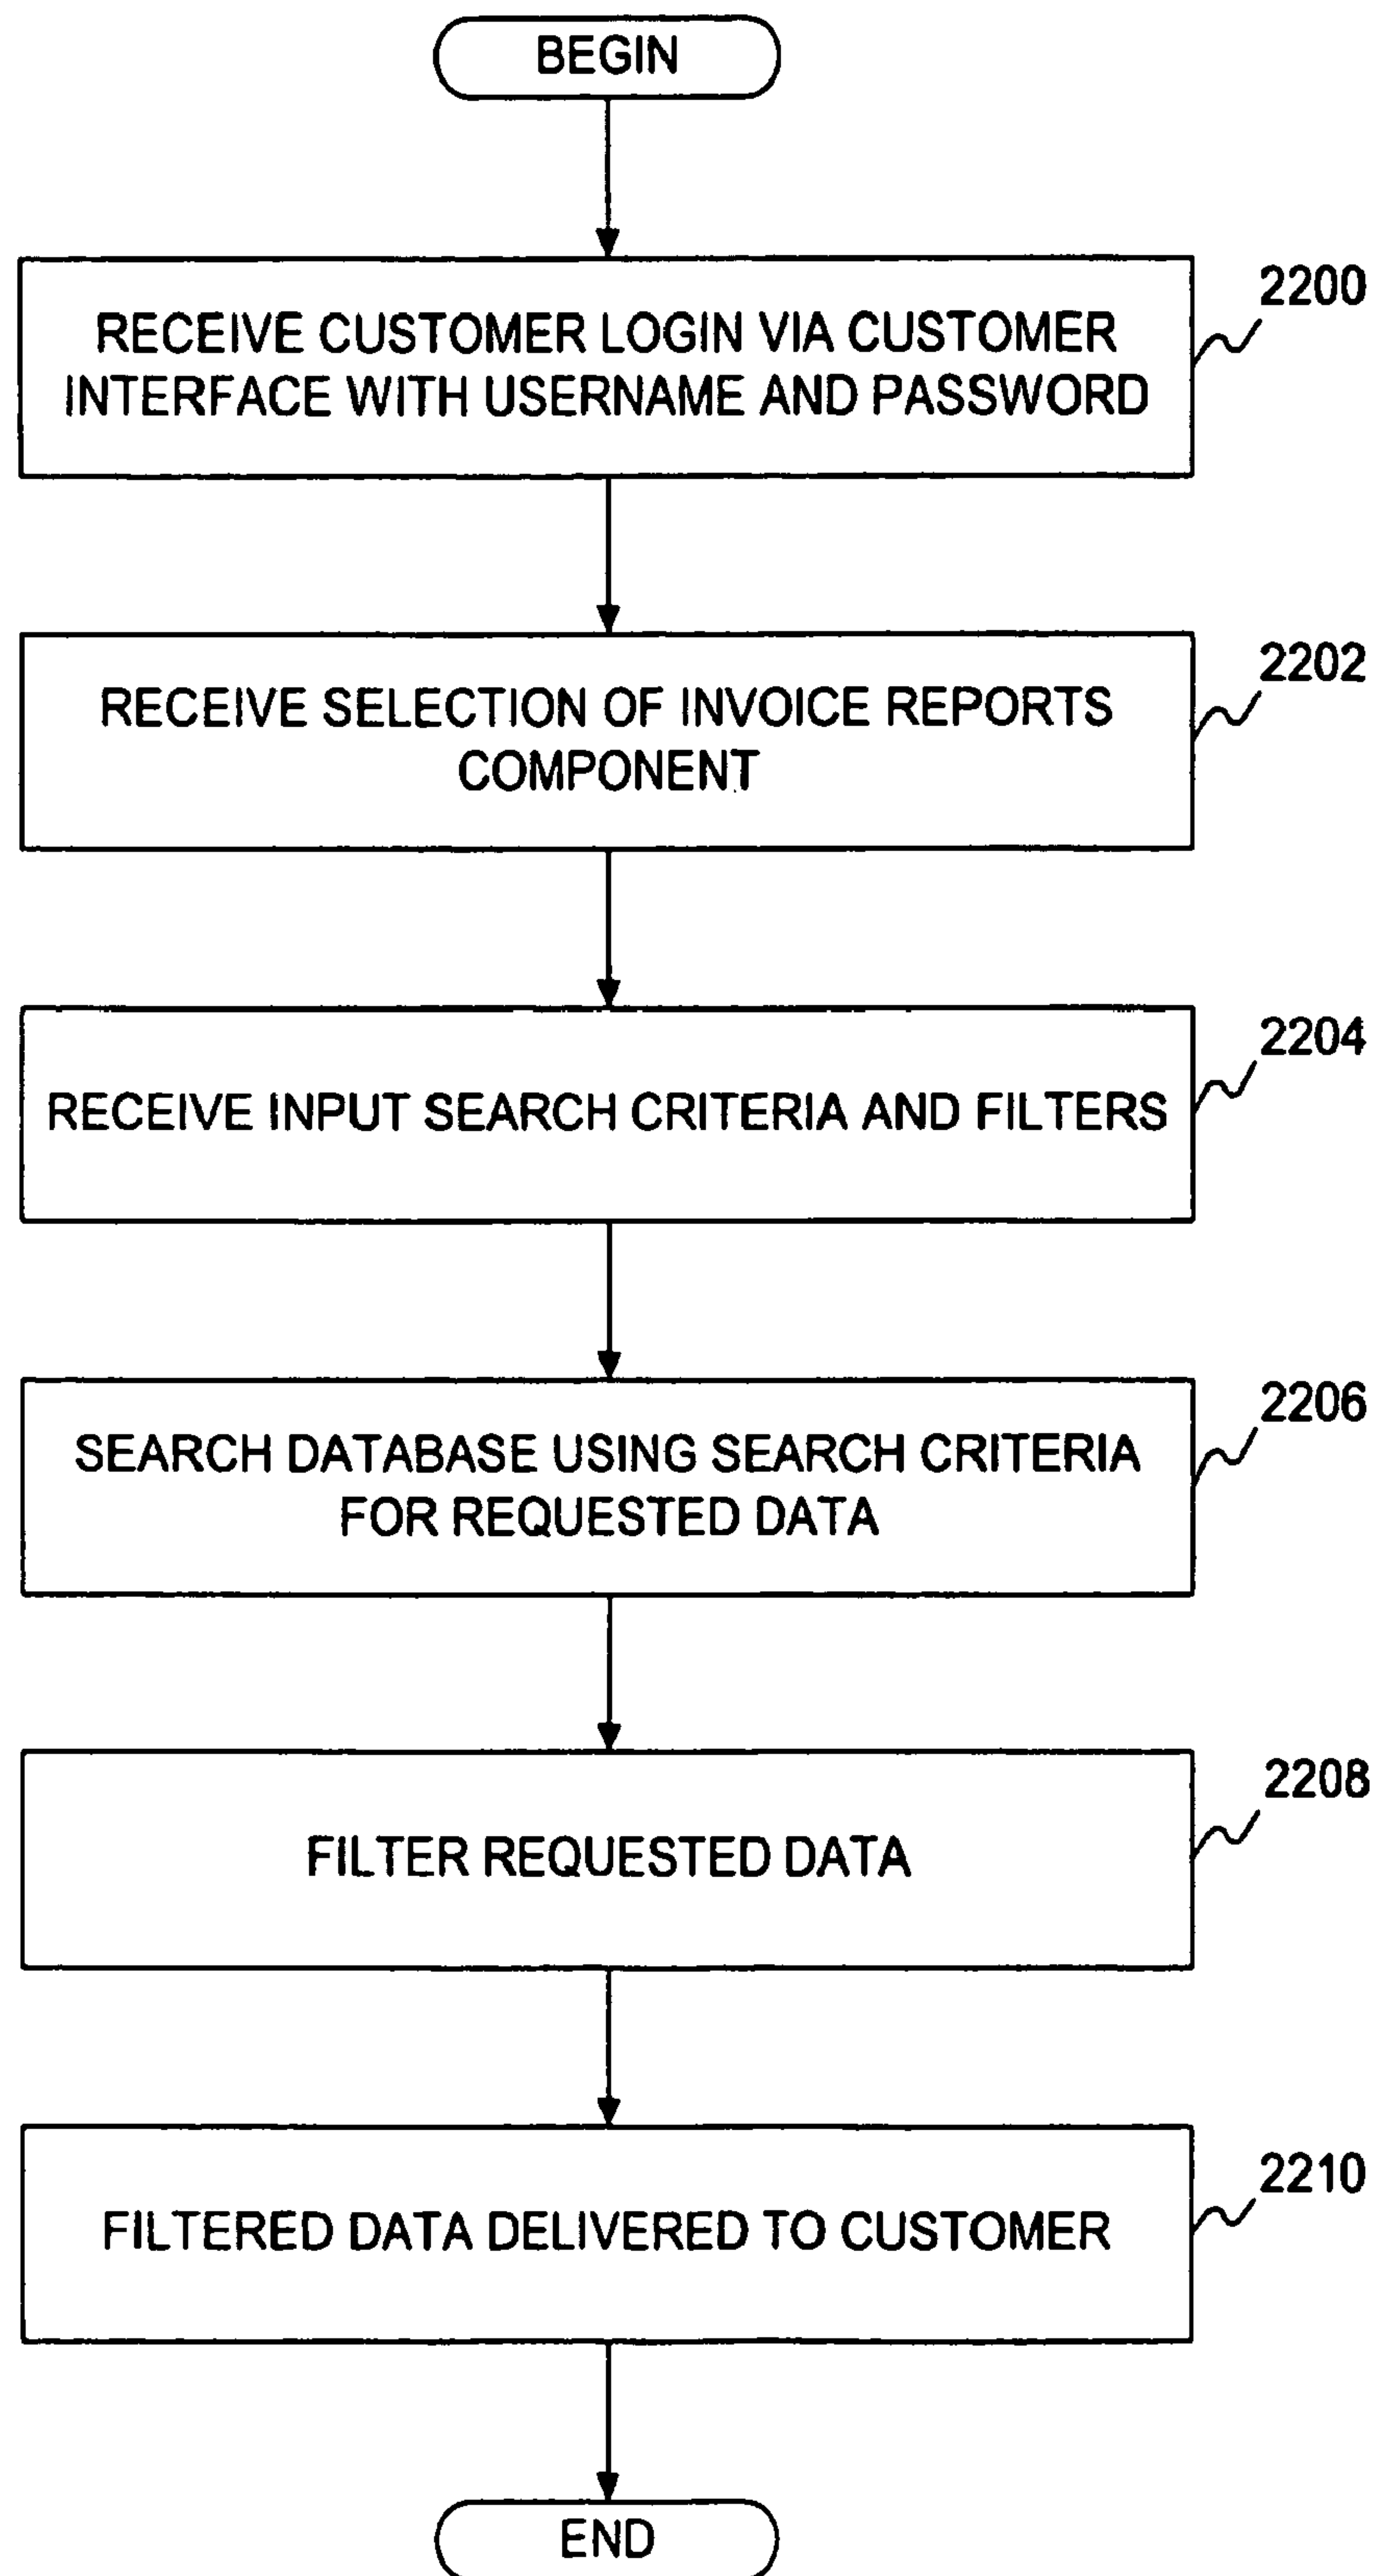 BEGIN
RECEIVE CUSTOMER LOGIN VIA CUSTOMER
INTERFACE WITH USERNAME AND PASSWORD
2200
RECEIVE SELECTION OF INVOICE REPORTS
COMPONENT
2202
RECEIVE INPUT SEARCH CRITERIA AND FILTERS
2204
SEARCH DATABASE USING SEARCH CRITERIA
FOR REQUESTED DATA
2206
FILTER REQUESTED DATA
2208
FILTERED DATA DELIVERED TO CUSTOMER
2210
END